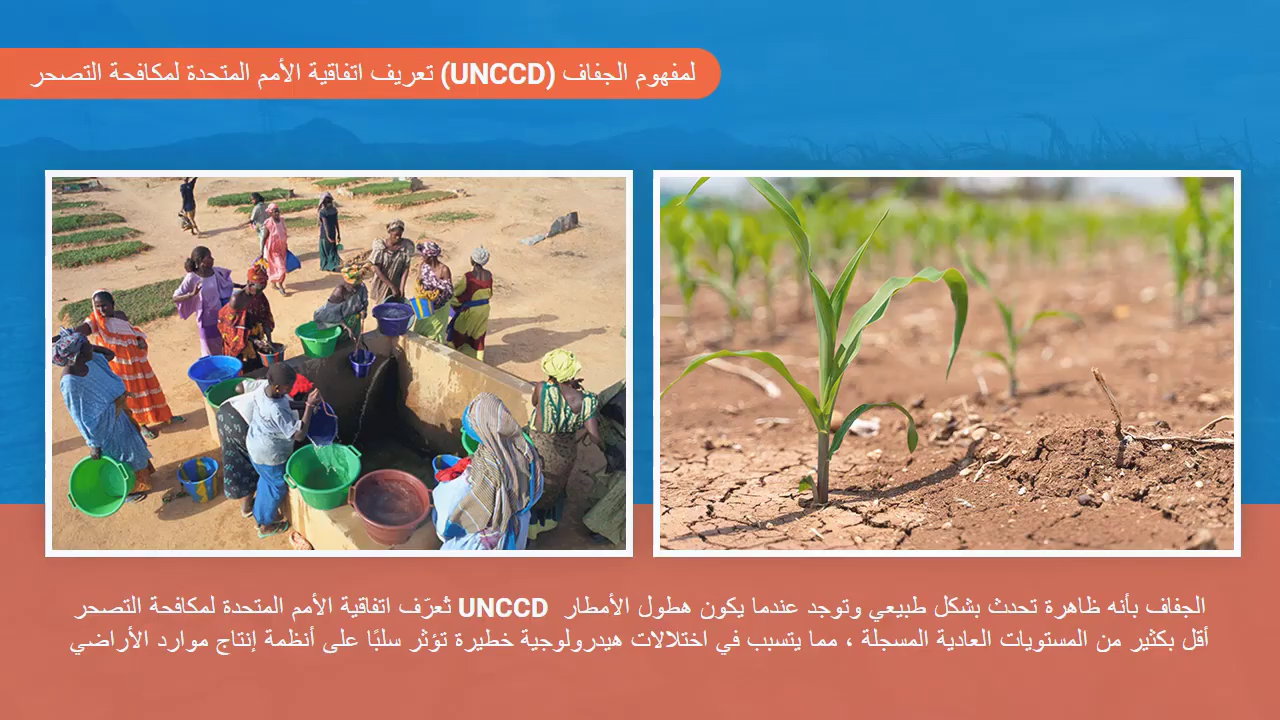 لمفهوم الجفاف (UNCCD) تعريف اتفاقية الأمم المتحدة لمكافحة التصحر
الجفاف بأنه ظاهرة تحدث بشكل طبيعي وتوجد عندما يكون هطول الأمطار UNCCD تُعرّف اتفاقية الأمم المتحدة لمكافحة التصحر
أقل بكثير من المستويات العادية المسجلة ، مما يتسبب في اختلالات هيدرولوجية خطيرة تؤثر سلبًا على أنظمة إنتاج موارد الأراضي